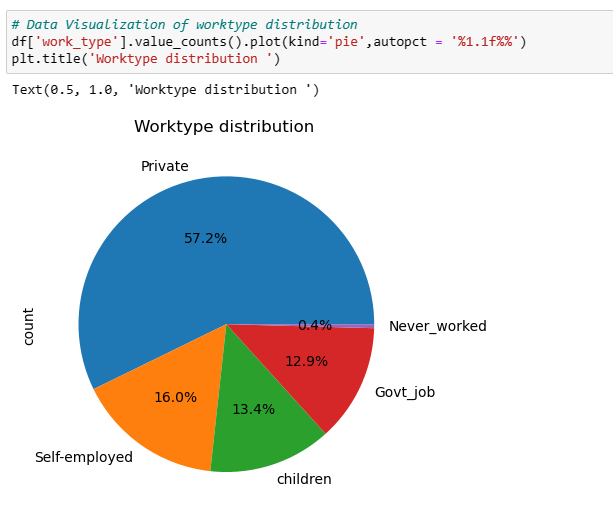 # Data Visualization of worktype distribution
df['work_type'].value_counts().plot(kind='pie',autopct = '%1.1f%%')
plt.title('Worktype distribution ')
Text(0.5, 1.0, 'Worktype distribution ')
Worktype distribution
Private
57.2%
count
0.4%
Never_worked
12.9%
Govt_job
16.0%
13.4%
Self-employed
children